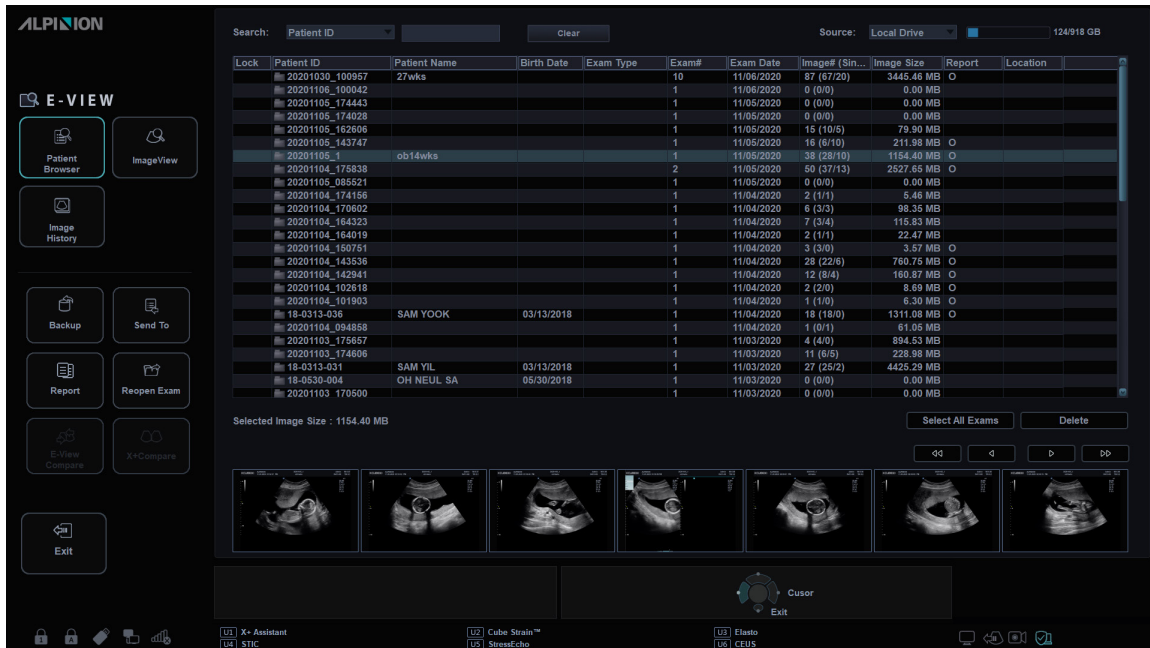 ALPINION
Search: Patient ID Clear Source: Local Drive 124/918 GB
Lock Patient ID Patient Name Birth Date Exam Type Exam# Exam Date Image# (Sin... Image Size Report Location
20201030_100957 27wks 10 11/06/2020 87 (67/20) 3445.46 MB O
20201106_100042 1 11/06/2020 0 (0/0) 0.00 MB
20201105_174443 1 11/05/2020 0 (0/0) 0.00 MB
20201105_174028 1 11/05/2020 0 (0/0) 0.00 MB
20201105_162606 1 11/05/2020 15 (10/5) 79.90 MB
20201105_143747 1 11/05/2020 16 (6/10) 211.98 MB O
20201105_1 ob14wks 1 11/05/2020 38 (28/10) 1154.40 MB O
20201104_175838 2 11/05/2020 50 (37/13) 2527.65 MB O
20201105_085521 1 11/05/2020 0 (0/0) 0.00 MB
20201104_174156 1 11/04/2020 2 (1/1) 5.46 MB
20201104_170602 1 11/04/2020 6 (3/3) 98.35 MB
20201104_164323 1 11/04/2020 7 (3/4) 115.83 MB
20201104_164019 1 11/04/2020 2 (1/1) 22.47 MB
20201104_150751 1 11/04/2020 3 (3/0) 3.57 MB O
20201104_143536 1 11/04/2020 28 (22/6) 760.75 MB O
20201104_142941 1 11/04/2020 12 (8/4) 160.87 MB O
20201104_102618 1 11/04/2020 2 (2/0) 8.69 MB O
20201104_101903 1 11/04/2020 1 (1/0) 6.30 MB O
18-0313-036 SAM YOOK 03/13/2018 1 11/04/2020 18 (18/0) 1311.08 MB O
20201104_094858 1 11/04/2020 1 (0/1) 61.05 MB
20201103_175657 1 11/03/2020 4 (4/0) 894.53 MB
20201103_174606 1 11/03/2020 11 (6/5) 228.98 MB
18-0313-031 SAM YIL 03/13/2018 1 11/03/2020 27 (25/2) 4425.29 MB
18-0530-004 OH NEUL SA 05/30/2018 1 11/03/2020 0 (0/0) 0.00 MB
20201103_170500 1 11/03/2020 0 (0/0) 0.00 MB
E-VIEW
Patient Browser
ImageView
Image History
Backup
Send To
Report
Reopen Exam
E-View Compare
X+Compare
Exit
Selected Image Size : 1154.40 MB
Select All Exams Delete
Cusor
Exit
U1 X+ Assistant U2 Cube Strain™ U3 Elasto
U4 STIC U5 StressEcho U6 CEUS
1 A